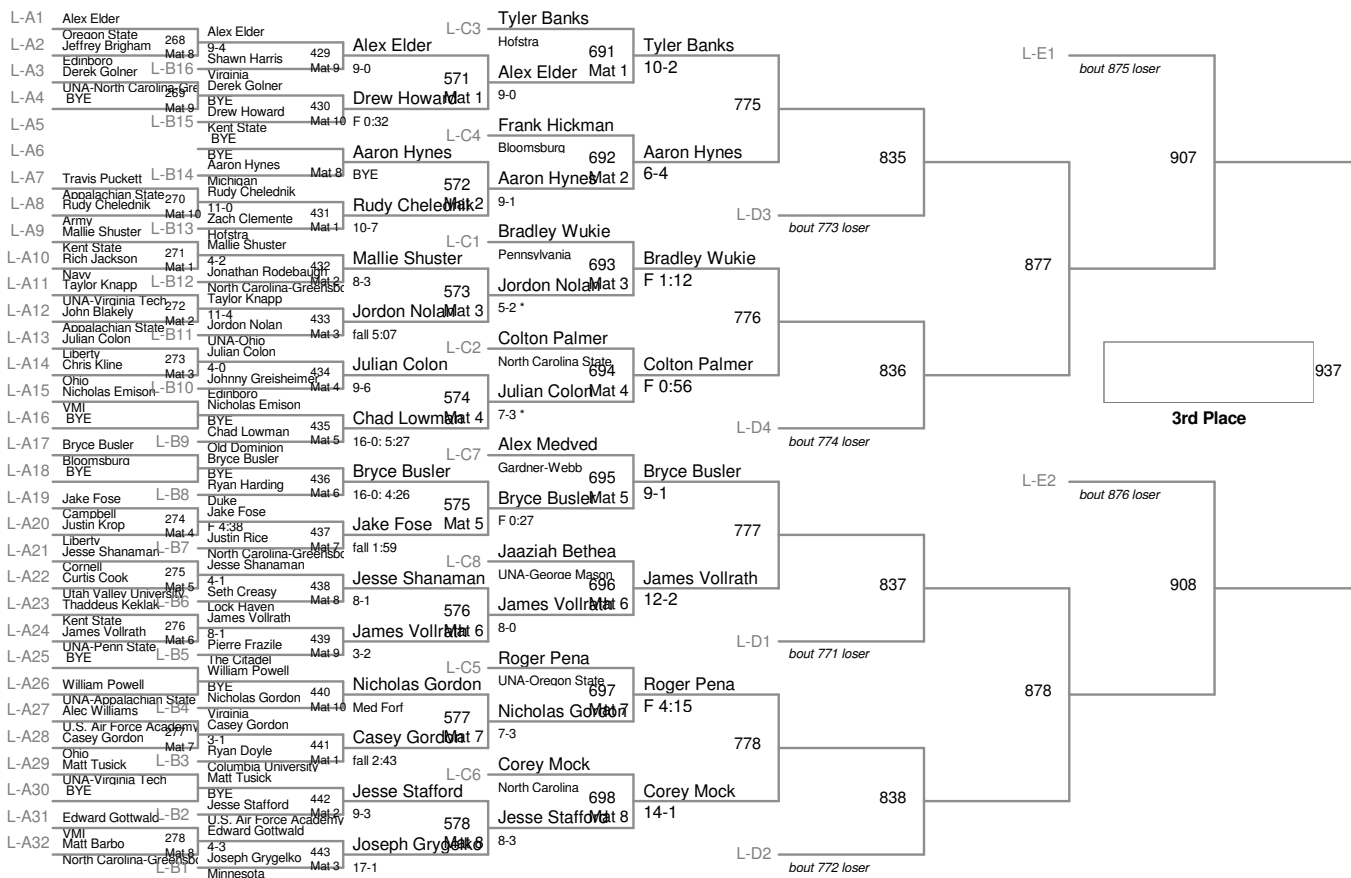 L-A1 Alex Elder
Oregon State
L-A2 Jeffrey Brigham
Edinboro
L-A3 Derek Golner
UNA-North Carolina-Gre
L-A4 BYE
L-A5
L-A6
L-A7 Travis Puckett
Appalachian State
L-A8 Rudy Chelednik
Army
L-A9 Mallie Shuster
Kent State
L-A10 Rich Jackson
Navy
L-A11 Taylor Knapp
UNA-Virginia Tech
L-A12 John Blakely
Appalachian State
L-A13 Julian Colon
Liberty
L-A14 Chris Kline
Ohio
L-A15 Nicholas Emison
VMI
L-A16 BYE
L-A17 Bryce Busler
Bloomsburg
L-A18 BYE
L-A19 Jake Fose
Campbell
L-A20 Justin Krop
Liberty
L-A21 Jesse Shanaman
Cornell
L-A22 Curtis Cook
Utah Valley University
L-A23 Thaddeus Keklak
Kent State
L-A24 James Vollrath
UNA-Penn State
L-A25 BYE
L-A26 William Powell
UNA-Appalachian State
L-A27 Alec Williams
U.S. Air Force Academy
L-A28 Casey Gordon
Ohio
L-A29 Matt Tusick
UNA-Virginia Tech
L-A30 BYE
L-A31 Edward Gottwald
VMI
L-A32 Matt Barbo
North Carolina-Greensbo
268
Mat 8
269
Mat 9
270
Mat 10
271
Mat 1
272
Mat 2
273
Mat 3
274
Mat 4
275
Mat 5
276
Mat 6
277
Mat 7
278
Mat 8
Alex Elder
9-4
L-B16 Shawn Harris
Virginia
Derek Golner
BYE
L-B15 Drew Howard
Kent State
BYE
BYE
L-B14 Aaron Hynes
Michigan
Rudy Chelednik
11-0
L-B13 Zach Clemente
Hofstra
Mallie Shuster
4-2
L-B12 Jonathan Rodebaugh
North Carolina-Greensbo
Taylor Knapp
11-4
L-B11 Jordon Nolan
UNA-Ohio
Julian Colon
4-0
L-B10 Johnny Greisheimer
Edinboro
Nicholas Emison
BYE
L-B9 Chad Lowman
Old Dominion
Bryce Busler
BYE
L-B8 Ryan Harding
Duke
Jake Fose
F 4:38
L-B7 Justin Rice
North Carolina-Greensbo
Jesse Shanaman
4-1
L-B6 Seth Creasy
Lock Haven
James Vollrath
8-1
L-B5 Pierre Frazile
The Citadel
William Powell
BYE
L-B4 Nicholas Gordon
Virginia
Casey Gordon
3-1
L-B3 Ryan Doyle
Columbia University
Matt Tusick
BYE
L-B2 Jesse Stafford
U.S. Air Force Academy
Edward Gottwald
4-3
L-B1 Joseph Grygelko
Minnesota
429
Mat 9
430
Mat 10
Mat 8
431
Mat 1
432
Mat 2
433
Mat 3
434
Mat 4
435
Mat 5
436
Mat 6
437
Mat 7
438
Mat 8
439
Mat 9
440
Mat 10
441
Mat 1
442
Mat 2
443
Mat 3
Alex Elder
9-0
Drew Howard
F 0:32
Aaron Hynes
BYE
Rudy Chelednik
10-7
Mallie Shuster
8-3
Jordon Nolan
fall 5:07
Julian Colon
9-6
Chad Lowman
16-0: 5:27
Bryce Busler
16-0: 4:26
Jake Fose
fall 1:59
Jesse Shanaman
8-1
James Vollrath
3-2
Nicholas Gordon
Med Forf
Casey Gordon
fall 2:43
Jesse Stafford
9-3
Joseph Grygelko
17-1
571
Mat 1
572
Mat 2
573
Mat 3
574
Mat 4
575
Mat 5
576
Mat 6
577
Mat 7
578
Mat 8
L-C3 Tyler Banks
Hofstra
Alex Elder
9-0
L-C4 Frank Hickman
Bloomsburg
Aaron Hynes
9-1
L-C1 Bradley Wukie
Pennsylvania
Jordon Nolan
5-2 *
L-C2 Colton Palmer
North Carolina State
Julian Colon
7-3 *
L-C7 Alex Medved
Gardner-Webb
Bryce Busler
F 0:27
L-C8 Jaaziah Bethea
UNA-George Mason
James Vollrath
8-0
L-C5 Roger Pena
UNA-Oregon State
Nicholas Gordon
7-3
L-C6 Corey Mock
North Carolina
Jesse Stafford
8-3
691
Mat 1
692
Mat 2
693
Mat 3
694
Mat 4
695
Mat 5
696
Mat 6
697
Mat 7
698
Mat 8
Tyler Banks
10-2
Aaron Hynes
6-4
L-D3 bout 773 loser
Bradley Wukie
F 1:12
Colton Palmer
F 0:56
L-D4 bout 774 loser
Bryce Busler
9-1
James Vollrath
12-2
L-D1 bout 771 loser
Roger Pena
F 4:15
Corey Mock
14-1
L-D2 bout 772 loser
775
776
777
778
835
836
837
838
L-E1 bout 875 loser
877
L-E2 bout 876 loser
878
907
908
937
3rd Place